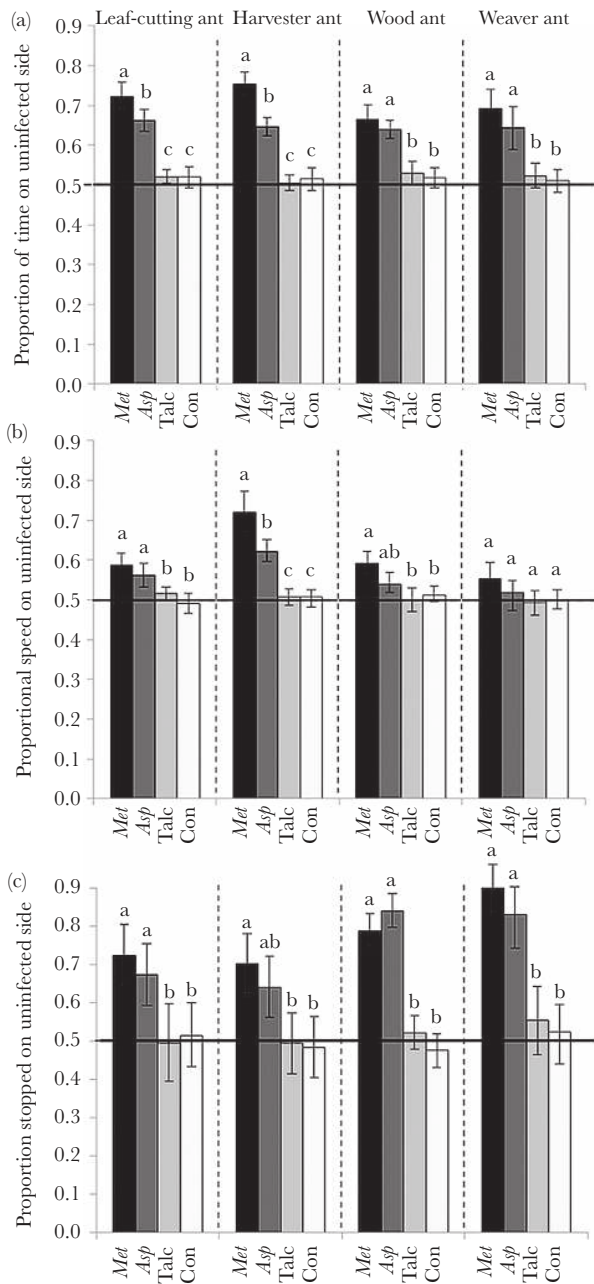 (a)
Leaf-cutting ant Harvester ant Wood ant Weaver ant
Proportion of time on uninfected side
0.9
0.8
0.7
0.6
0.5
0.4
0.3
0.2
0.1
0.0
a b c c a b c c a a b b a a b b
Met Asp Talc Con Met Asp Talc Con Met Asp Talc Con Met Asp Talc Con
(b)
Proportional speed on uninfected side
0.9
0.8
0.7
0.6
0.5
0.4
0.3
0.2
0.1
0.0
a a b b a b c c a ab b b a a a a
Met Asp Talc Con Met Asp Talc Con Met Asp Talc Con Met Asp Talc Con
(c)
Proportion stopped on uninfected side
0.9
0.8
0.7
0.6
0.5
0.4
0.3
0.2
0.1
0.0
a a b b a ab b b a a b b a a b b
Met Asp Talc Con Met Asp Talc Con Met Asp Talc Con Met Asp Talc Con